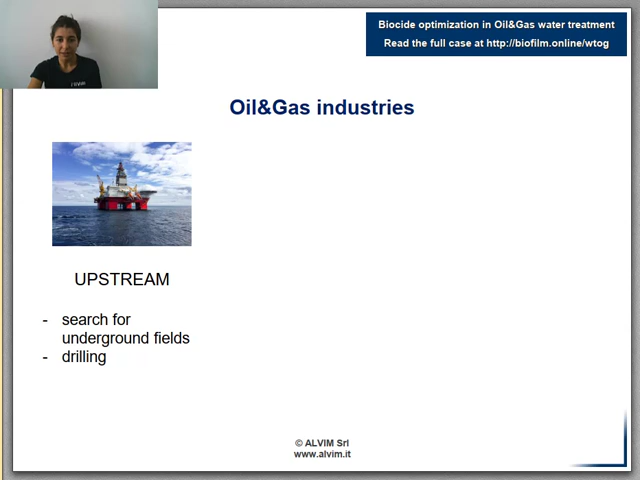 Biocide optimization in Oil&Gas water treatment
Read the full case at http://biofilm.online/wtog
Oil&Gas industries
UPSTREAM
- search for
underground fields
- drilling
© ALVIM Srl
www.alvim.it